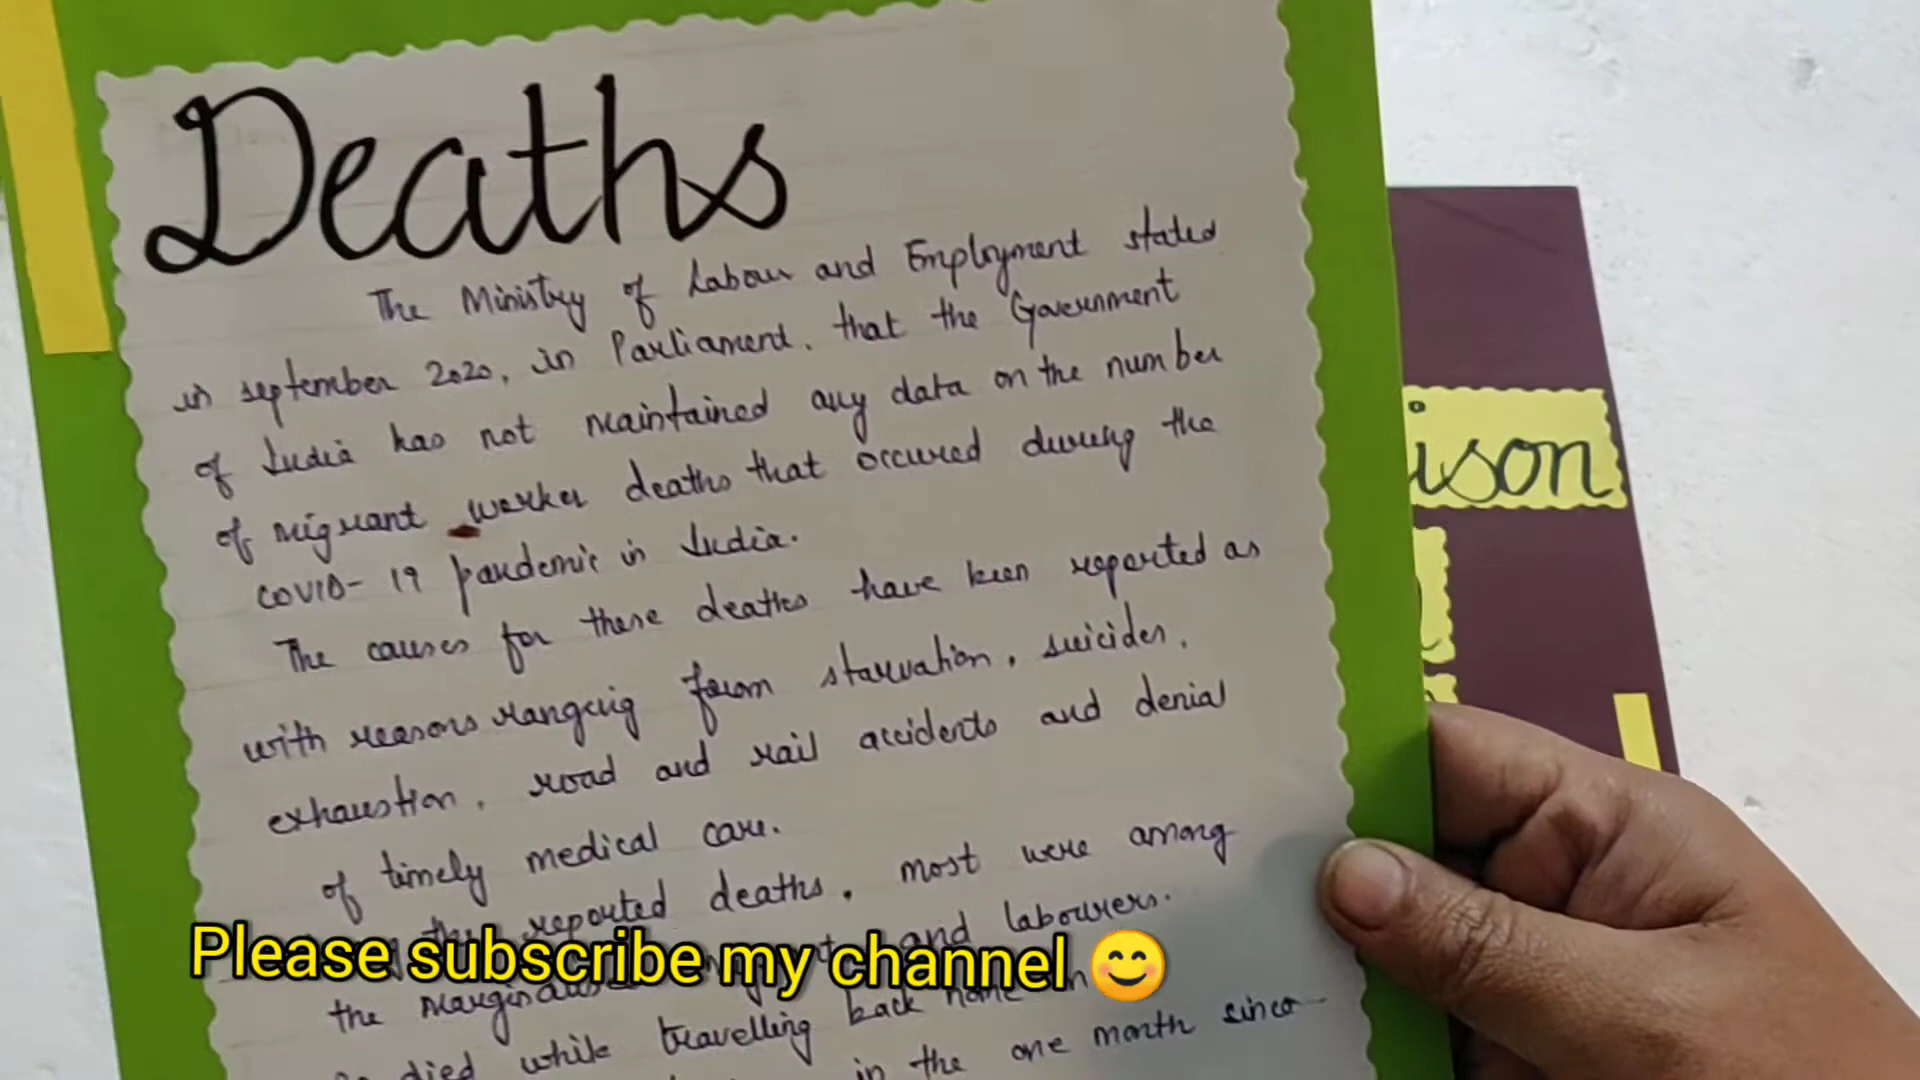 Deaths
The Ministry of Labour and Employment stated
in september 2020, in Parliament, that the Government
of India has not maintained any data on the number
of migrant worker deaths that occured during the
COVID-19 pandemic in India.
The causes for these deaths have been reported as
with reasons ranging from starvation, suicides,
exhaustion, road and rail accidents and denial
of timely medical care.
reported deaths, most were among
the and labourers.
died while travelling back home in
in the one month since
ison
Please subscribe my channel 😊